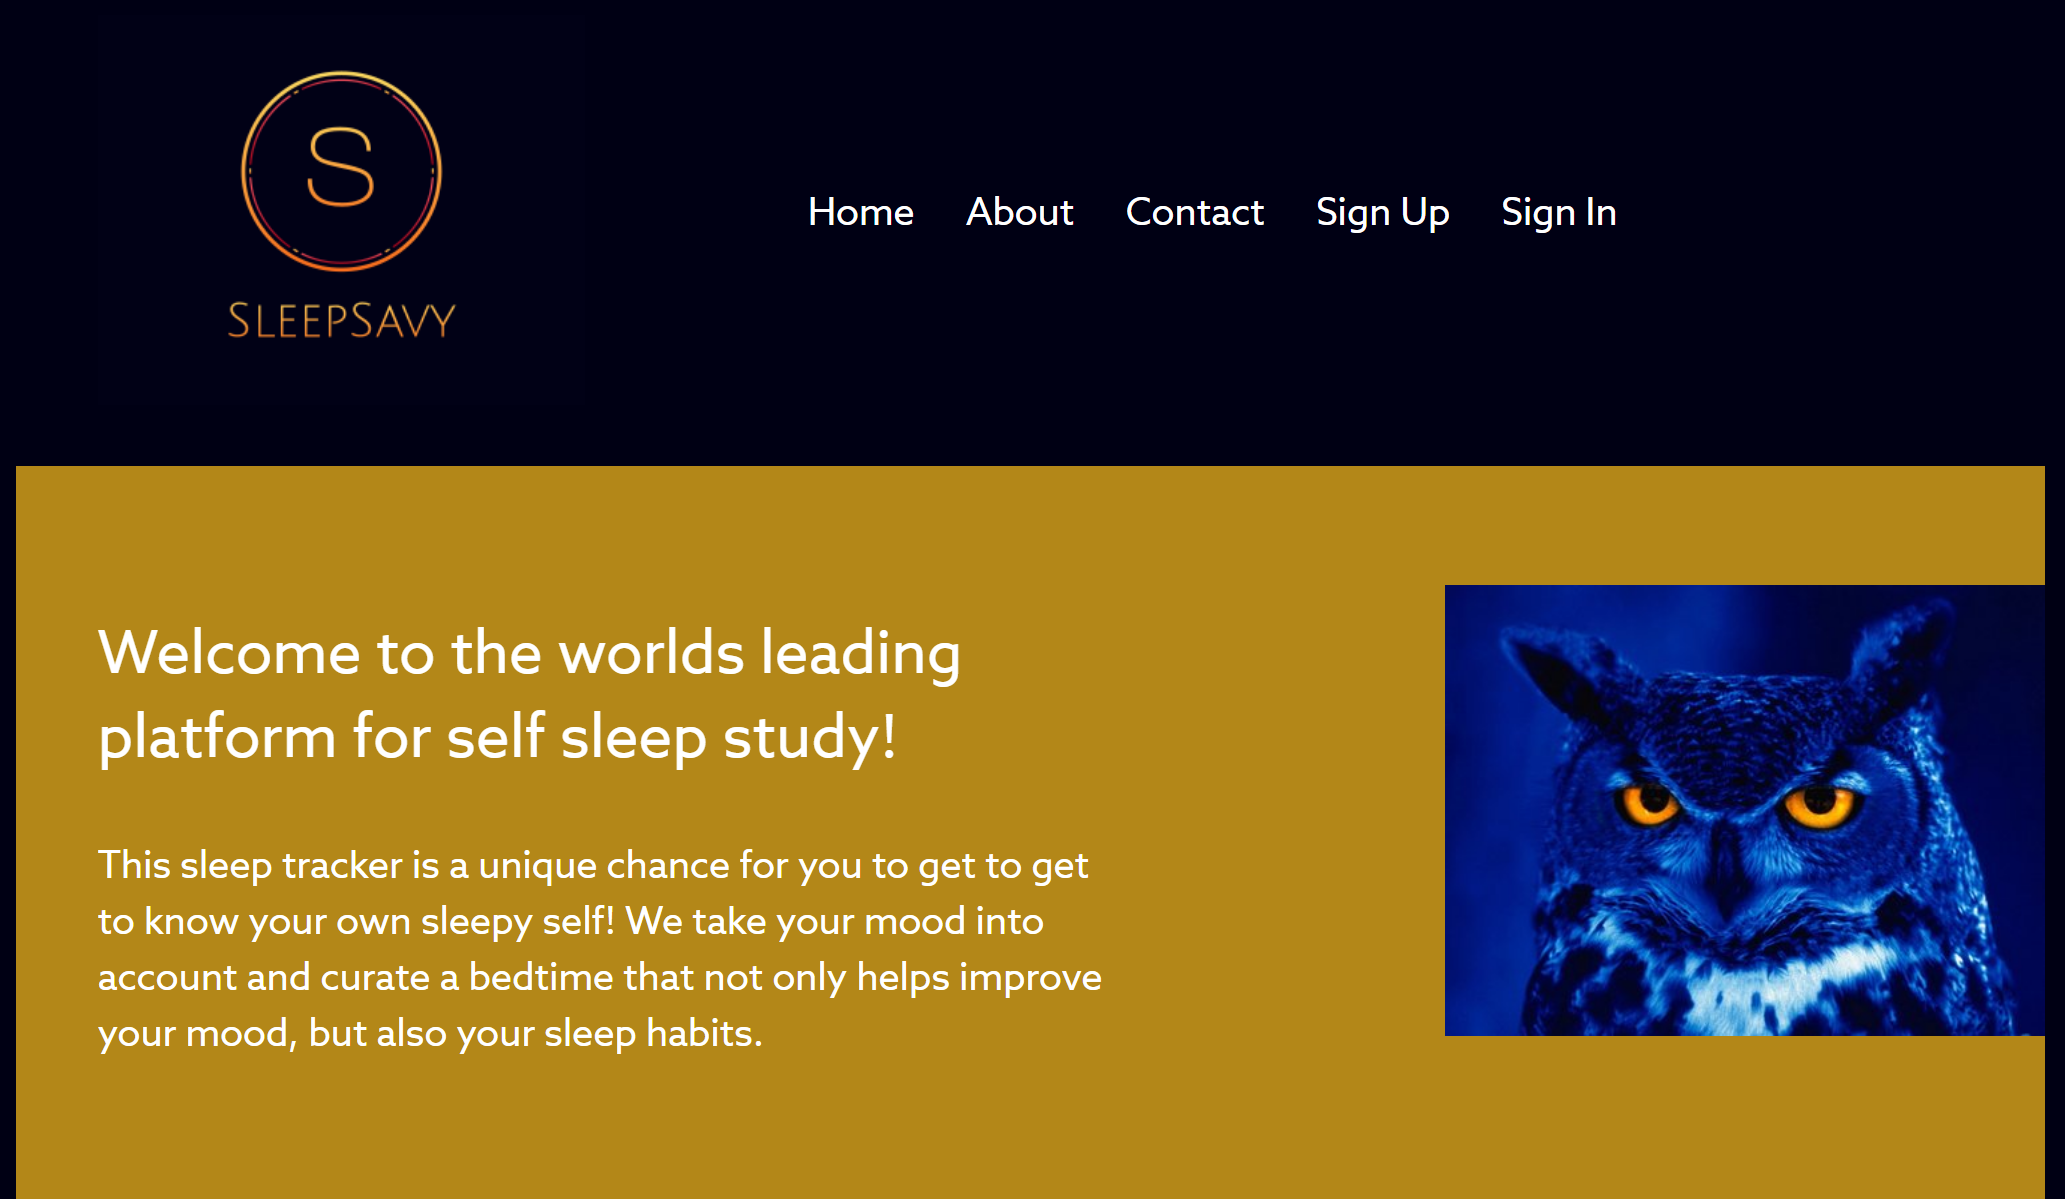 S
SLEEPSAVY
Home About Contact Sign Up Sign In
Welcome to the worlds leading
platform for self sleep study!
This sleep tracker is a unique chance for you to get to get
to know your own sleepy self! We take your mood into
account and curate a bedtime that not only helps improve
your mood, but also your sleep habits.